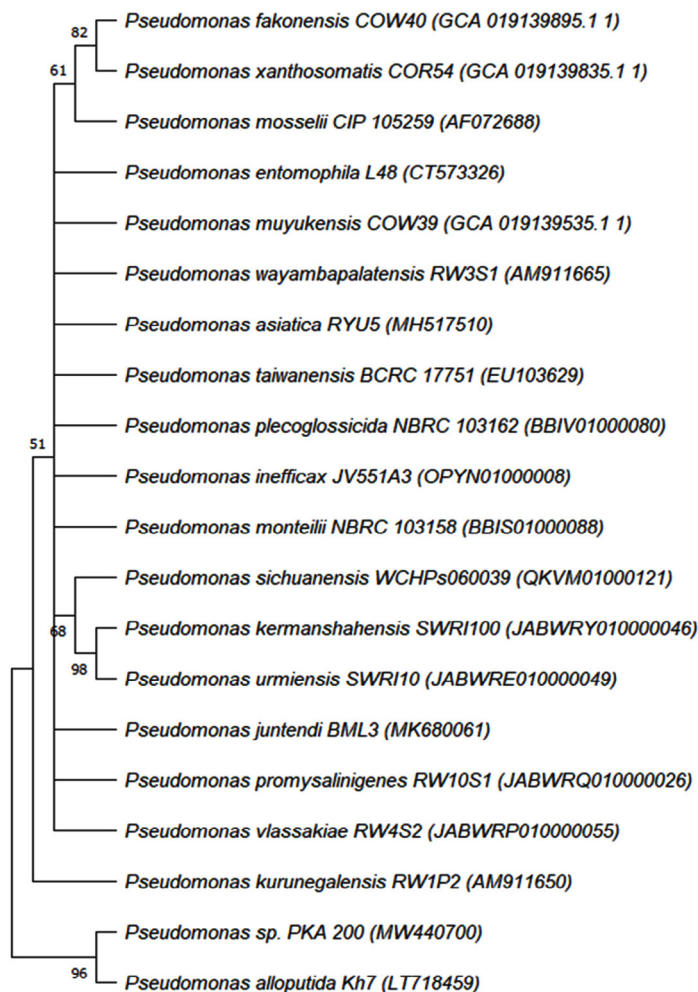 82
Pseudomonas fakonensis COW40 (GCA 019139895.1 1)
61
Pseudomonas xanthosomatis COR54 (GCA 019139835.1 1)
Pseudomonas mosselii CIP 105259 (AF072688)
Pseudomonas entomophila L48 (CT573326)
Pseudomonas muyukensis COW39 (GCA 019139535.1 1)
Pseudomonas wayambapalatensis RW3S1 (AM911665)
Pseudomonas asiatica RYU5 (MH517510)
Pseudomonas taiwanensis BCRC 17751 (EU103629)
Pseudomonas plecoglossicida NBRC 103162 (BBIV01000080)
51
Pseudomonas inefficax JV551A3 (OPYN01000008)
Pseudomonas monteilii NBRC 103158 (BBIS01000088)
Pseudomonas sichuanensis WCHPs060039 (QKVM01000121)
68
Pseudomonas kermanshahensis SWRI100 (JABWRY010000046)
98
Pseudomonas urmiensis SWRI10 (JABWRE010000049)
Pseudomonas juntendi BML3 (MK680061)
Pseudomonas promysalinigenes RW10S1 (JABWRQ010000026)
Pseudomonas vlassakiae RW4S2 (JABWRP010000055)
Pseudomonas kurunegalensis RW1P2 (AM911650)
Pseudomonas sp. PKA 200 (MW440700)
96
Pseudomonas alloputida Kh7 (LT718459)